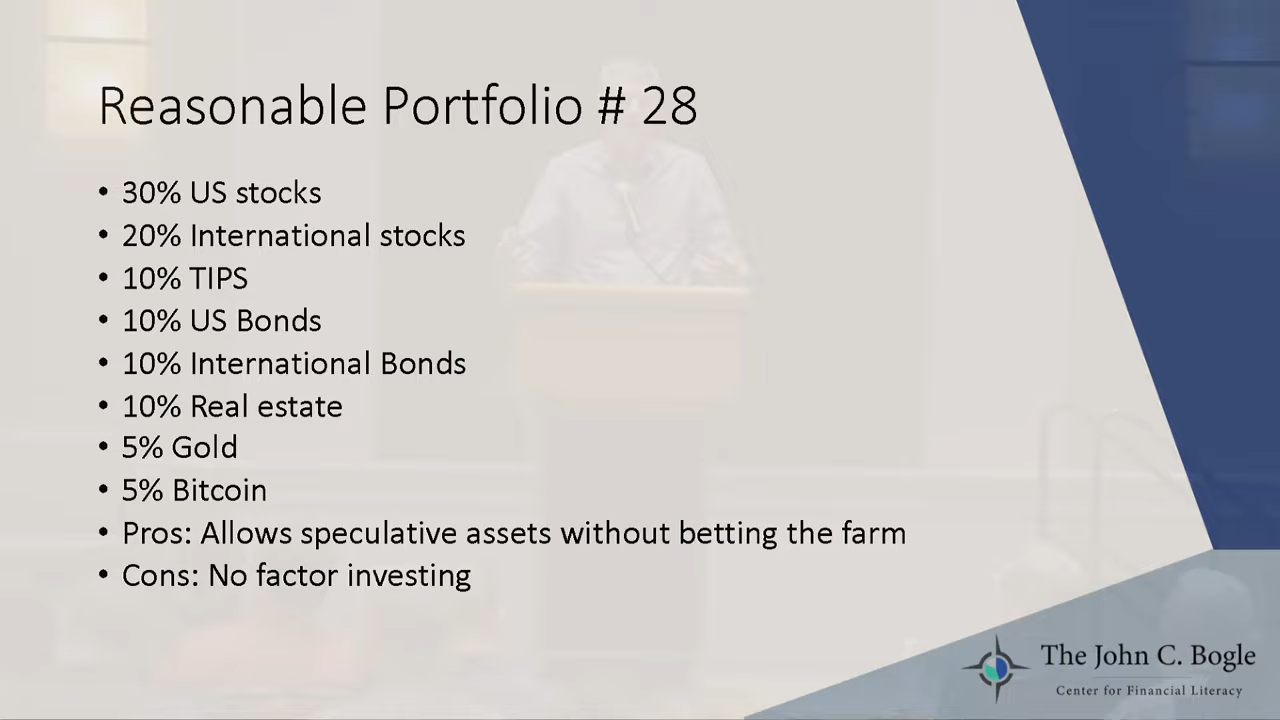 Reasonable Portfolio # 28
• 30% US stocks
• 20% International stocks
• 10% TIPS
• 10% US Bonds
• 10% International Bonds
• 10% Real estate
• 5% Gold
• 5% Bitcoin
• Pros: Allows speculative assets without betting the farm
• Cons: No factor investing
The John C. Bogle
Center for Financial Literacy